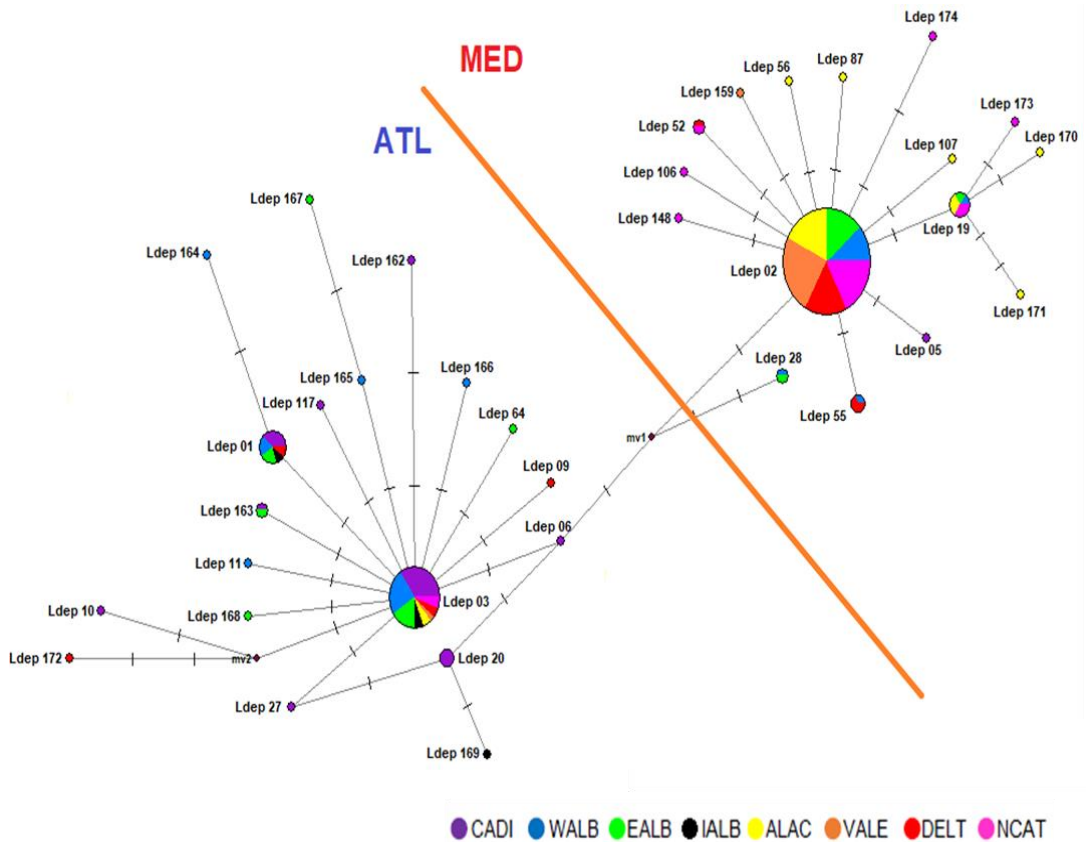 Ldep 174
MED
Ldep 56
Ldep 87
Ldep 159
Ldep 173
Ldep 52
Ldep 107
Ldep 170
ATL
Ldep 106
Ldep 167
Ldep 148
Ldep 19
Ldep 164
Ldep 162
Ldep 02
Ldep 171
Ldep 05
Ldep 28
Ldep 165
Ldep 166
Ldep 117
Ldep 64
Ldep 55
Ldep 01
mv1
Ldep 09
Ldep 163
Ldep 06
Ldep 11
Ldep 03
Ldep 10
Ldep 168
Ldep 172
mv2
Ldep 20
Ldep 27
Ldep 169
CADI WALB EALB IALB ALAC VALE DELT NCAT